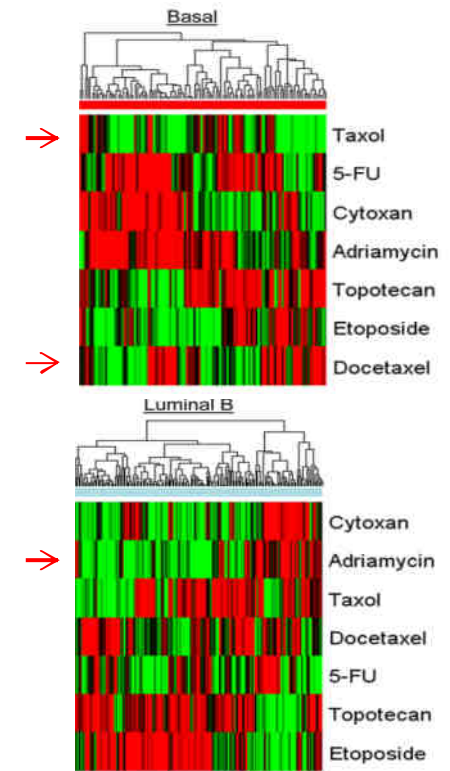 Basal
Taxol
5-FU
Cytoxan
Adriamycin
Topotecan
Etoposide
Docetaxel
Luminal B
Cytoxan
Adriamycin
Taxol
Docetaxel
5-FU
Topotecan
Etoposide